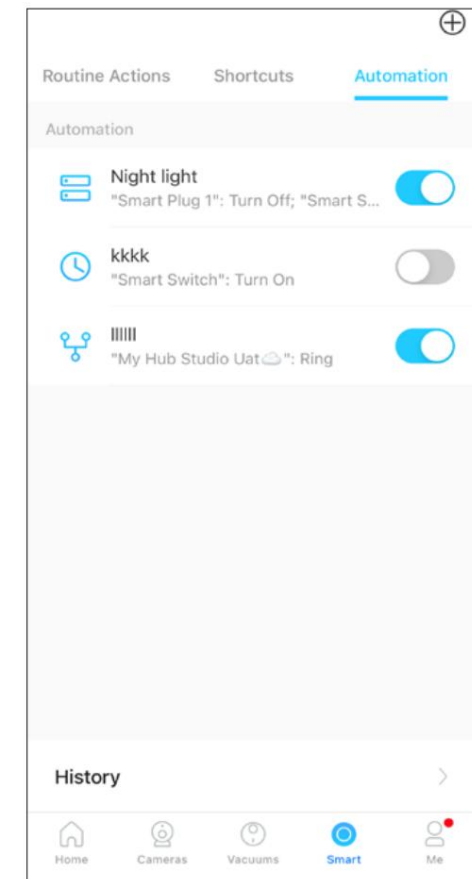 Routine Actions Shortcuts Automation
Automation
Night light
"Smart Plug 1": Turn Off; "Smart S...
kkkk
"Smart Switch": Turn On
llllll
"My Hub Studio Uat☁️": Ring
History
Home Cameras Vacuums Smart Me